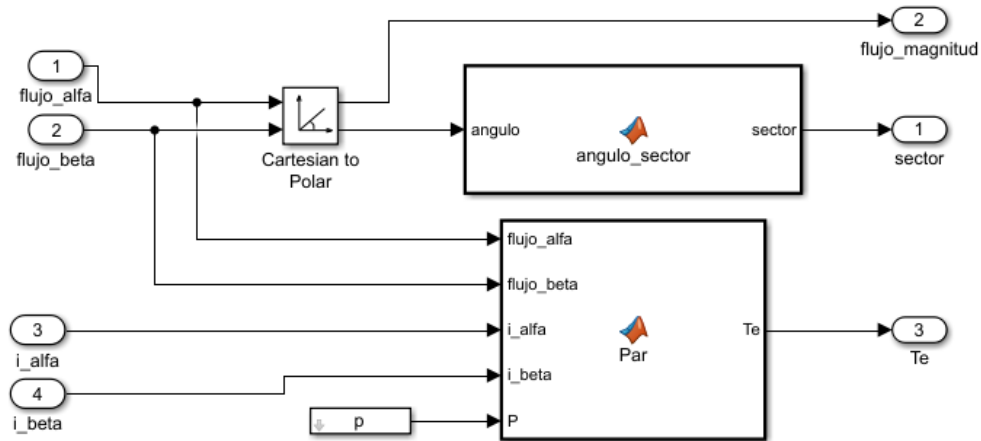 2
flujo_magnitud
1
flujo_alfa
2
flujo_beta
Cartesian to
Polar
angulo
angulo_sector
sector
1
sector
flujo_alfa
flujo_beta
i_alfa
i_beta
P
Par
Te
3
i_alfa
4
i_beta
p
3
Te